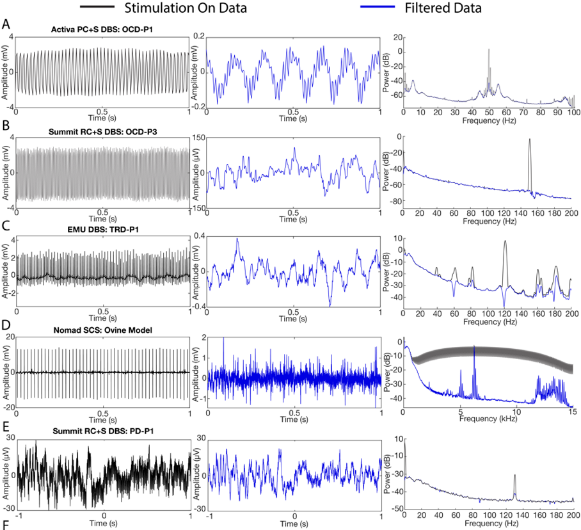 Stimulation On Data Filtered Data
A
Activa PC+S DBS: OCD-P1
Amplitude (mV)
4
0
-4
0 0.5 1
Time (s)
Amplitude (mV)
0.2
0
-0.2
0 0.5 1
Time (s)
Power (dB)
20
0
-20
-40
-60
0 10 20 30 40 50 60 70 80 90 100
Frequency (Hz)
B
Summit RC+S DBS: OCD-P3
Amplitude (mV)
4
0
-4
0 0.5 1
Time (s)
Amplitude (µV)
150
0
150
0 0.5 1
Time (s)
Power (dB)
0
-20
-40
-60
-80
0 20 40 60 80 100 120 140 160 180 200
Frequency (Hz)
C
EMU DBS: TRD-P1
Amplitude (mV)
4
2
0
-2
0 0.5 1
Time (s)
Amplitude (mV)
0.4
0
-0.4
0 0.5 1
Time (s)
Power (dB)
10
0
-10
-20
-30
-40
0 20 40 60 80 100 120 140 160 180 200
Frequency (Hz)
D
Nomad SCS: Ovine Model
Amplitude (mV)
20
0
-20
0 0.5 1
Time (s)
Amplitude (mV)
2
1
0
-1
-2
0 0.5 1
Time (s)
Power (dB)
0
-10
-20
-30
-40
5 10 15
Frequency (kHz)
E
Summit RC+S DBS: PD-P1
Amplitude (µV)
30
0
-30
-1 0 1
Time (s)
Amplitude (µV)
30
0
-30
-1 0 1
Time (s)
Power (dB)
0
-10
-20
-30
-40
-50
0 20 40 60 80 100 120 140 160 180 200
Frequency (Hz)